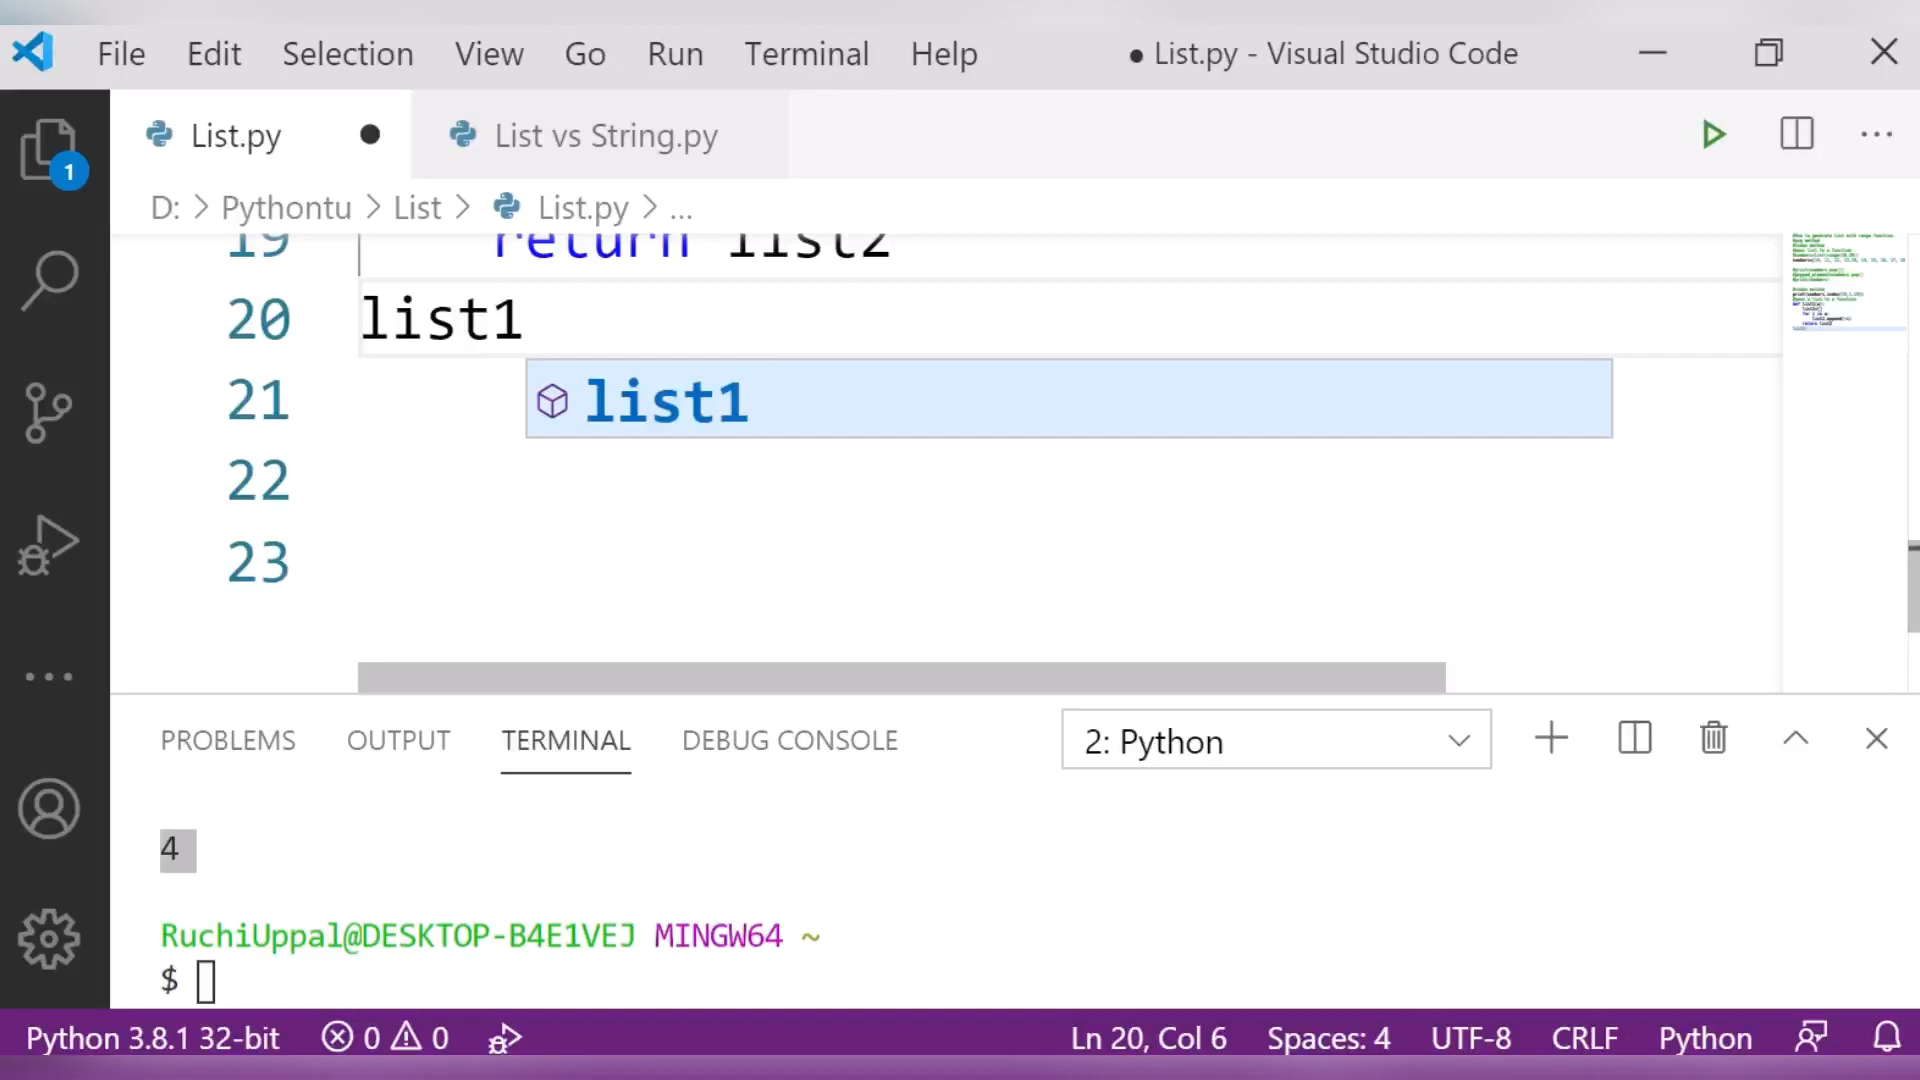 File Edit Selection View Go Run Terminal Help ● List.py - Visual Studio Code
List.py ● List vs String.py
D: > Pythontu > List > List.py > ...
19 return list2
20 list1
21 list1
22
23
1
PROBLEMS OUTPUT TERMINAL DEBUG CONSOLE 2: Python
4
RuchiUppal@DESKTOP-B4E1VEJ MINGW64 ~
$
Python 3.8.1 32-bit 0 0 Ln 20, Col 6 Spaces: 4 UTF-8 CRLF Python